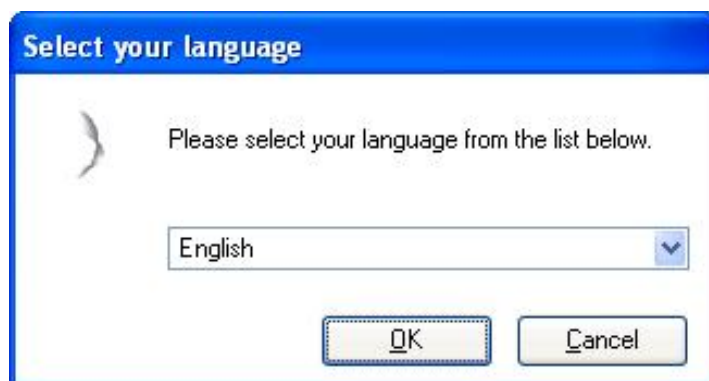 Select your language
Please select your language from the list below.
English
OK
Cancel